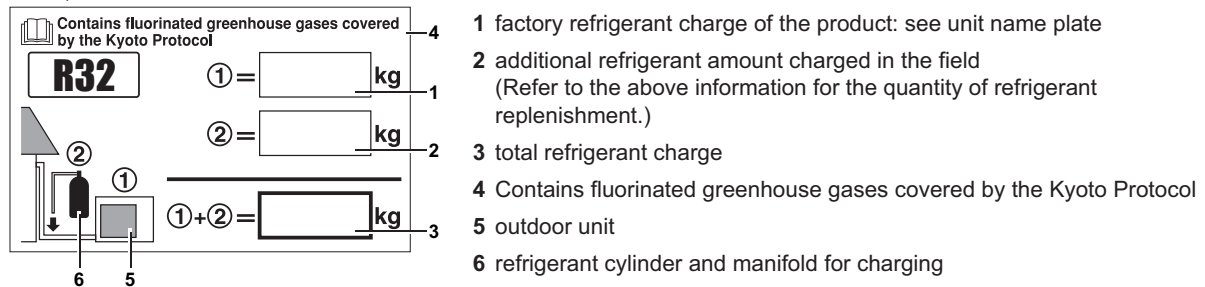 Contains fluorinated greenhouse gases covered
by the Kyoto Protocol
4
R32
①=
kg
1
②=
kg
2
②
①
①+②=
kg
3
6
5
1 factory refrigerant charge of the product: see unit name plate
2 additional refrigerant amount charged in the field
(Refer to the above information for the quantity of refrigerant
replenishment.)
3 total refrigerant charge
4 Contains fluorinated greenhouse gases covered by the Kyoto Protocol
5 outdoor unit
6 refrigerant cylinder and manifold for charging